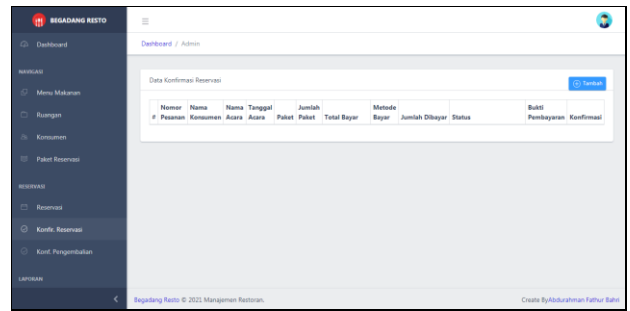 BEGADANG RESTO
Dashboard
NAVIGASI
Menu Makanan
Ruangan
Konsumen
Paket Reservasi
RESERVASI
Reservasi
Konfir. Reservasi
Konf. Pengembalian
LAPORAN
Dashboard / Admin
Data Konfirmasi Reservasi
Tambah
# Nomor Pesanan Nama Konsumen Nama Acara Tanggal Acara Paket Jumlah Paket Total Bayar Metode Bayar Jumlah Dibayar Status Bukti Pembayaran Konfirmasi
Begadang Resto © 2021 Manajemen Restoran.
Create ByAbdurahman Fathur Bahri